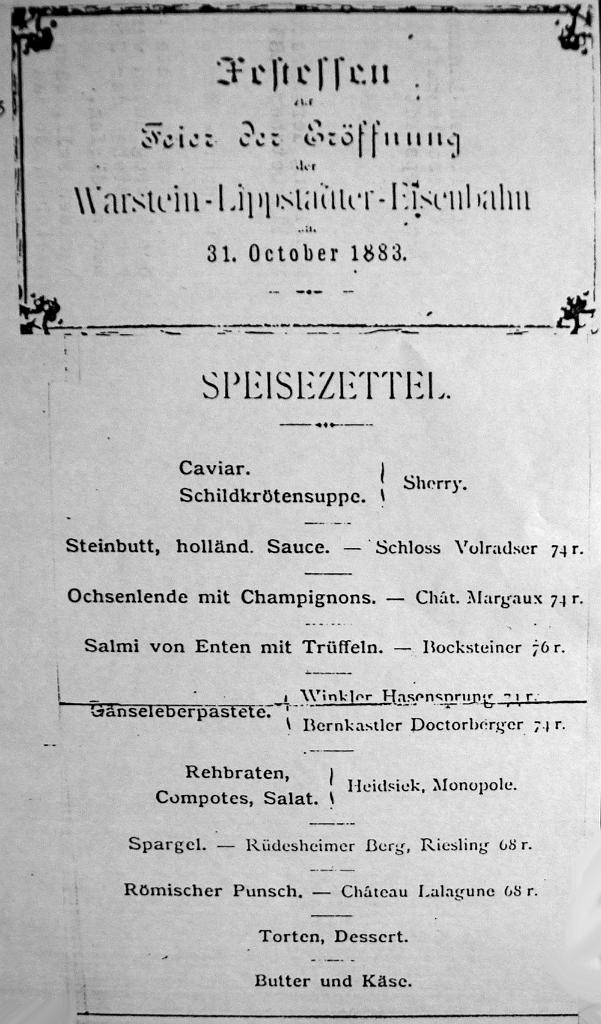 Festessen
zur
Feier der Eröffnung
der
Warstein-Lippstadter-Eisenbahn
am
31. October 1883.
SPEISEZETTEL.
Caviar.
Schildkrötensuppe.
Sherry.
Steinbutt, holländ. Sauce. — Schloss Volradser 74 r.
Ochsenlende mit Champignons. — Chât. Margaux 74 r.
Salmi von Enten mit Trüffeln. — Bocksteiner 76 r.
Gänseleberpastete.
Winkler Hasensprung 71 r.
Bernkastler Doctorberger 74 r.
Rehbraten,
Compotes, Salat.
Heidsiek, Monopole.
Spargel. — Rüdesheimer Berg, Riesling 68 r.
Römischer Punsch. — Château Lalagune 68 r.
Torten, Dessert.
Butter und Käse.